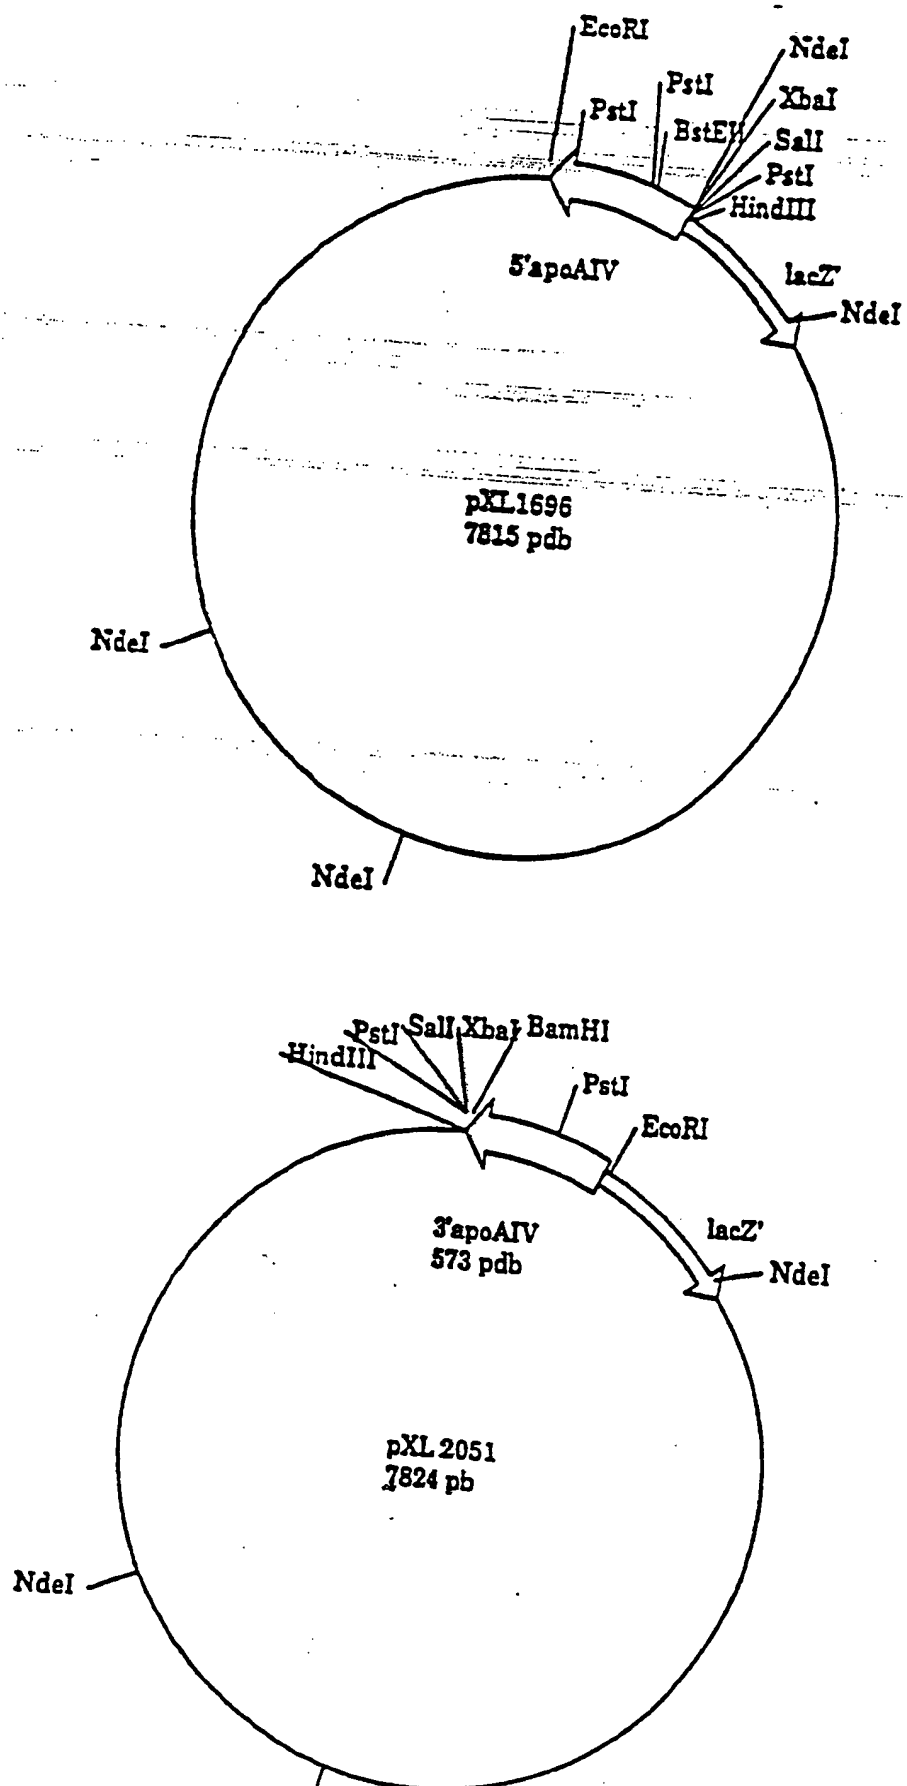 EcoRI
NdeI
PstI
XbaI
PstI
BstEII
SalI
PstI
HindIII
5'apoAIV
lacZ'
NdeI
pXL1696
7815 pdb
NdeI
NdeI
PstI SalI XbaI BamHI
HindIII
PstI
EcoRI
3'apoAIV
573 pdb
lacZ'
NdeI
pXL 2051
7824 pb
NdeI